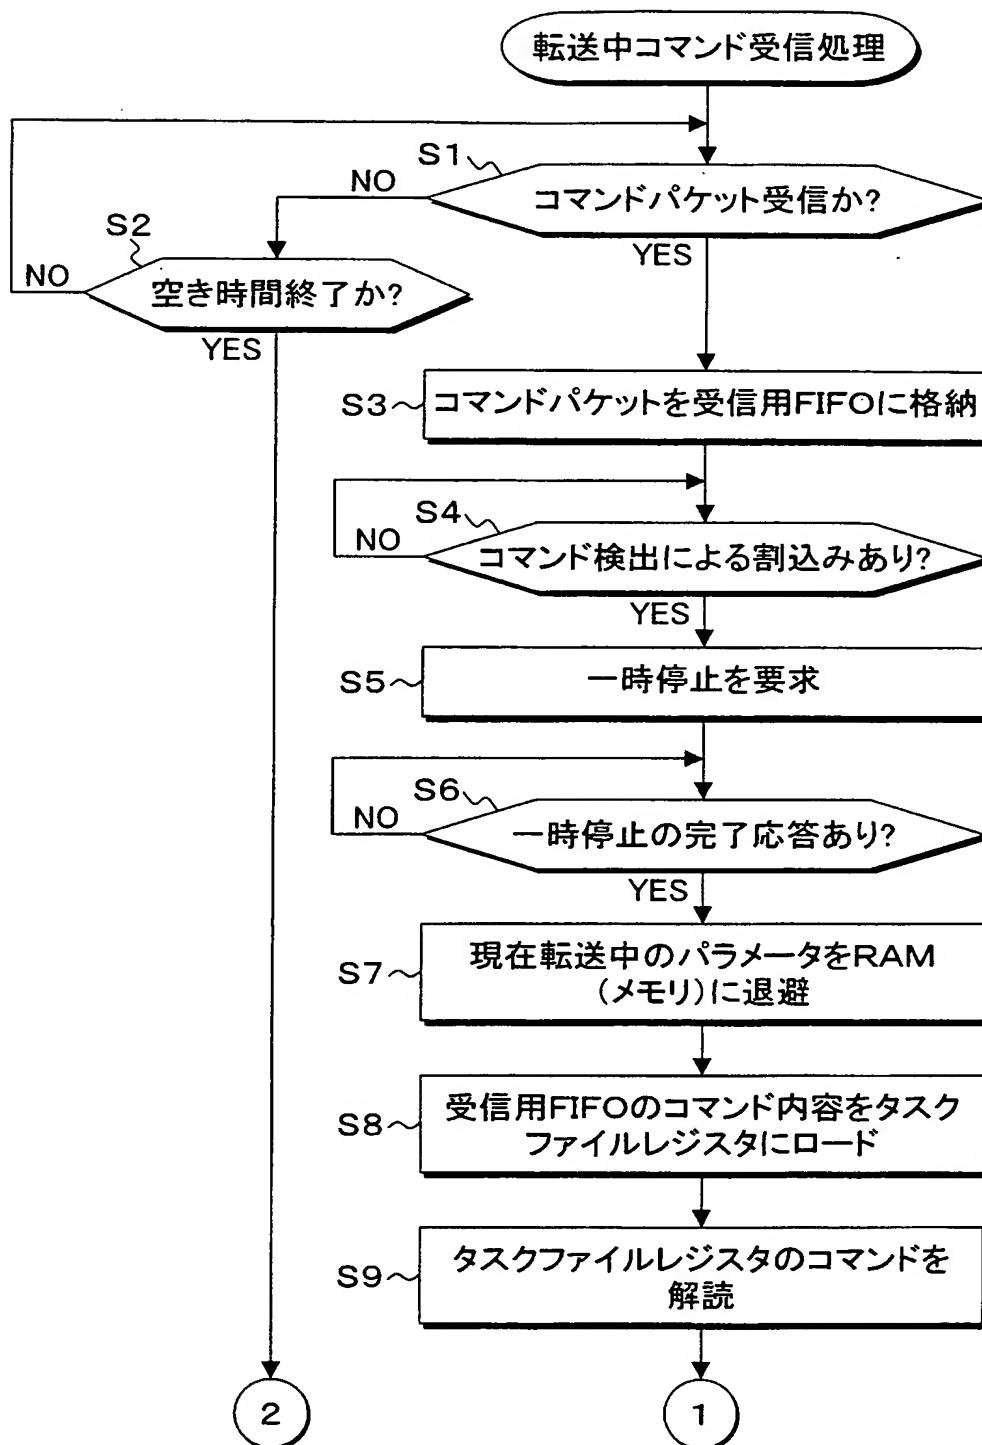 転送中コマンド受信処理
S1
NO
コマンドパケット受信か?
YES
S2
NO
空き時間終了か?
YES
S3
コマンドパケットを受信用FIFOに格納
S4
NO
コマンド検出による割込みあり?
YES
S5
一時停止を要求
S6
NO
一時停止の完了応答あり?
YES
S7
現在転送中のパラメータをRAM
(メモリ)に退避
S8
受信用FIFOのコマンド内容をタスク
ファイルレジスタにロード
S9
タスクファイルレジスタのコマンドを
解読
2
1